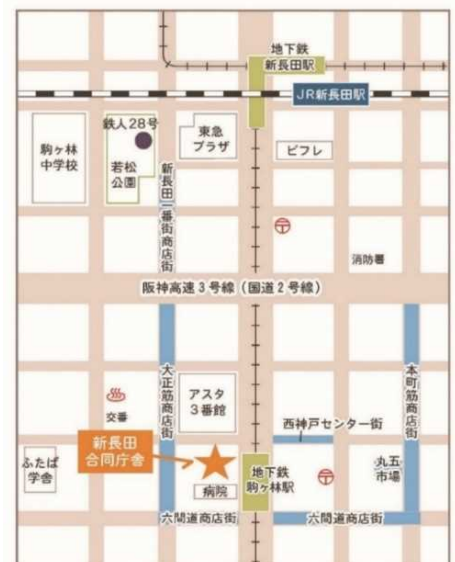 地下鉄
新長田駅
JR新長田駅
鉄人28号
東急
プラザ
ピフレ
駒ヶ林
中学校
若松
公園
新長田一番街商店街
消防署
阪神高速3号線（国道2号線）
大正筋商店街
アスタ
3番館
本町筋商店街
交番
西神戸センター街
新長田
合同庁舎
ふたば
学舎
病院
地下鉄
駒ヶ林駅
丸五
市場
六間道商店街
六間道商店街